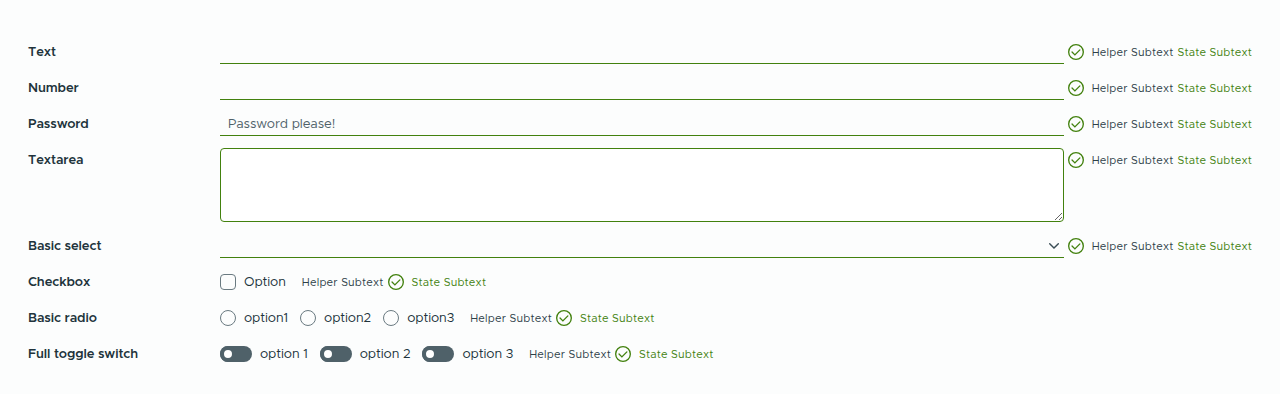 Text Helper Subtext State Subtext
Number Helper Subtext State Subtext
Password Password please! Helper Subtext State Subtext
Textarea Helper Subtext State Subtext
Basic select Helper Subtext State Subtext
Checkbox Option Helper Subtext State Subtext
Basic radio option1 option2 option3 Helper Subtext State Subtext
Full toggle switch option 1 option 2 option 3 Helper Subtext State Subtext